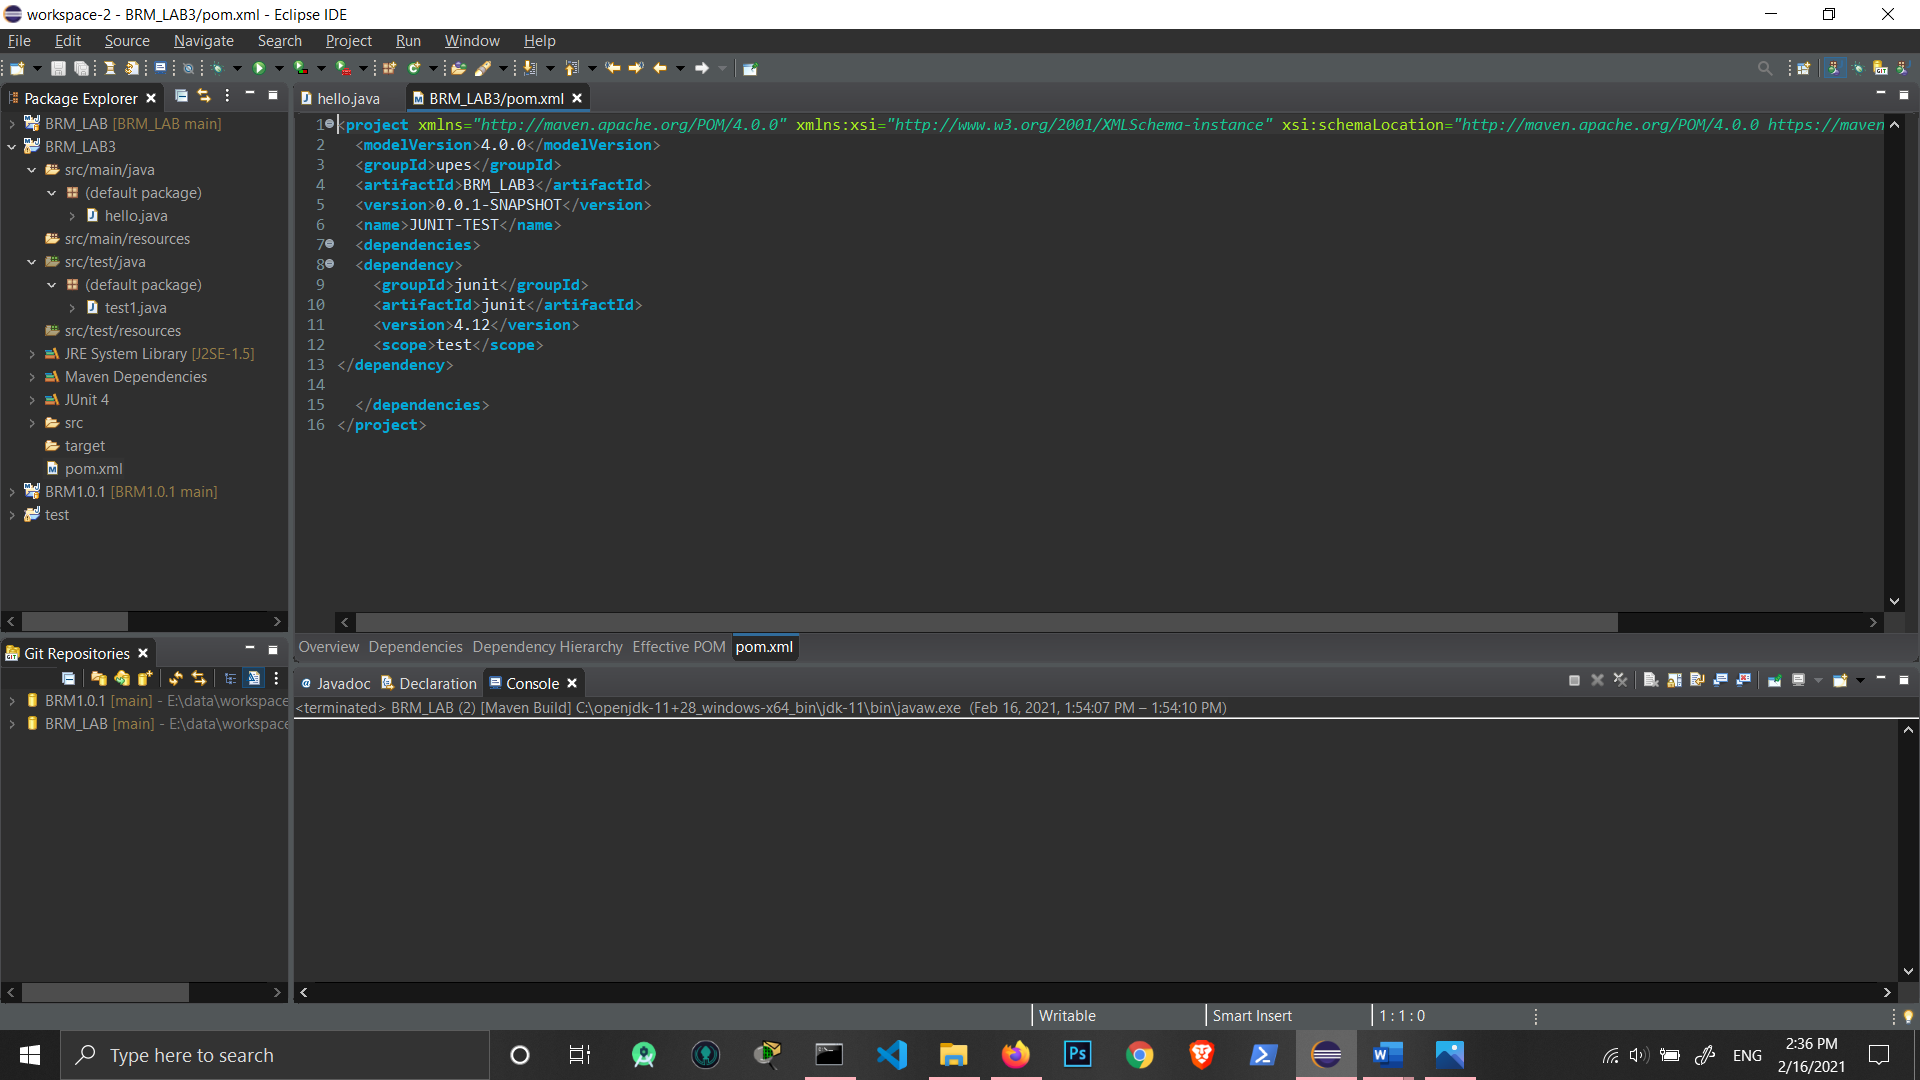 workspace-2 - BRM_LAB3/pom.xml - Eclipse IDE
File Edit Source Navigate Search Project Run Window Help
Package Explorer
BRM_LAB [BRM_LAB main]
BRM_LAB3
src/main/java
(default package)
hello.java
src/main/resources
src/test/java
(default package)
test1.java
src/test/resources
JRE System Library [J2SE-1.5]
Maven Dependencies
JUnit 4
src
target
pom.xml
BRM1.0.1 [BRM1.0.1 main]
test
hello.java BRM_LAB3/pom.xml
1 <project xmlns="http://maven.apache.org/POM/4.0.0" xmlns:xsi="http://www.w3.org/2001/XMLSchema-instance" xsi:schemaLocation="http://maven.apache.org/POM/4.0.0 https://maven
2 <modelVersion>4.0.0</modelVersion>
3 <groupId>upes</groupId>
4 <artifactId>BRM_LAB3</artifactId>
5 <version>0.0.1-SNAPSHOT</version>
6 <name>JUNIT-TEST</name>
7 <dependencies>
8 <dependency>
9 <groupId>junit</groupId>
10 <artifactId>junit</artifactId>
11 <version>4.12</version>
12 <scope>test</scope>
13 </dependency>
14
15 </dependencies>
16 </project>
Overview Dependencies Dependency Hierarchy Effective POM pom.xml
Git Repositories
BRM1.0.1 [main] - E:\data\workspace
BRM_LAB [main] - E:\data\workspace
Javadoc Declaration Console
<terminated> BRM_LAB (2) [Maven Build] C:\openjdk-11+28_windows-x64_bin\jdk-11\bin\javaw.exe (Feb 16, 2021, 1:54:07 PM – 1:54:10 PM)
Writable Smart Insert 1 : 1 : 0
Type here to search
Ps
ENG
2:36 PM
2/16/2021